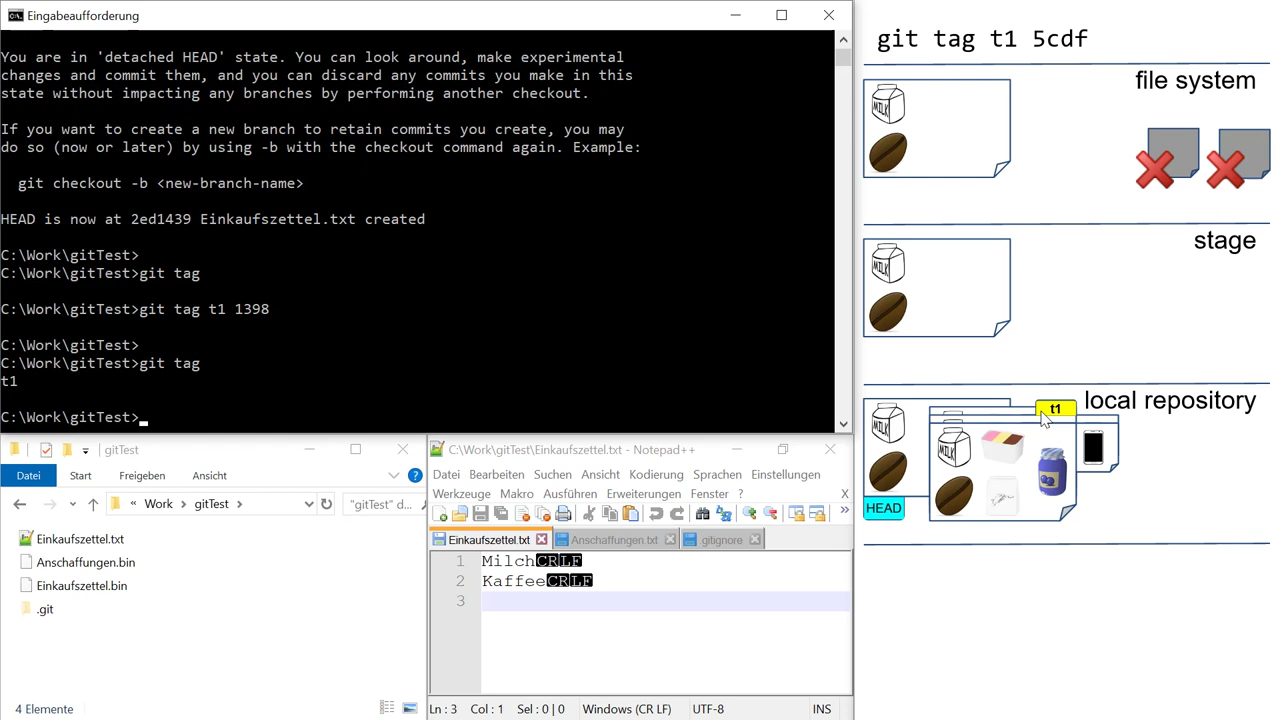 Eingabeaufforderung
You are in 'detached HEAD' state. You can look around, make experimental
changes and commit them, and you can discard any commits you make in this
state without impacting any branches by performing another checkout.
If you want to create a new branch to retain commits you create, you may
do so (now or later) by using -b with the checkout command again. Example:
git checkout -b <new-branch-name>
HEAD is now at 2ed1439 Einkaufszettel.txt created
C:\Work\gitTest>
C:\Work\gitTest>git tag
C:\Work\gitTest>git tag t1 1398
C:\Work\gitTest>
C:\Work\gitTest>git tag
t1
C:\Work\gitTest>
git tag t1 5cdf
file system
MILK
stage
MILK
t1
local repository
MILK
MILK
HEAD
gitTest
Datei Start Freigeben Ansicht
« Work gitTest
"gitTest" d...
Einkaufszettel.txt
Anschaffungen.bin
Einkaufszettel.bin
.git
4 Elemente
C:\Work\gitTest\Einkaufszettel.txt - Notepad++
Datei Bearbeiten Suchen Ansicht Kodierung Sprachen Einstellungen
Werkzeuge Makro Ausführen Erweiterungen Fenster ? X
Einkaufszettel.txt Anschaffungen.txt gitignore
1 MilchCRLF
2 KaffeeCRLF
3
Ln : 3 Col : 1 Sel : 0 | 0 Windows (CR LF) UTF-8 INS